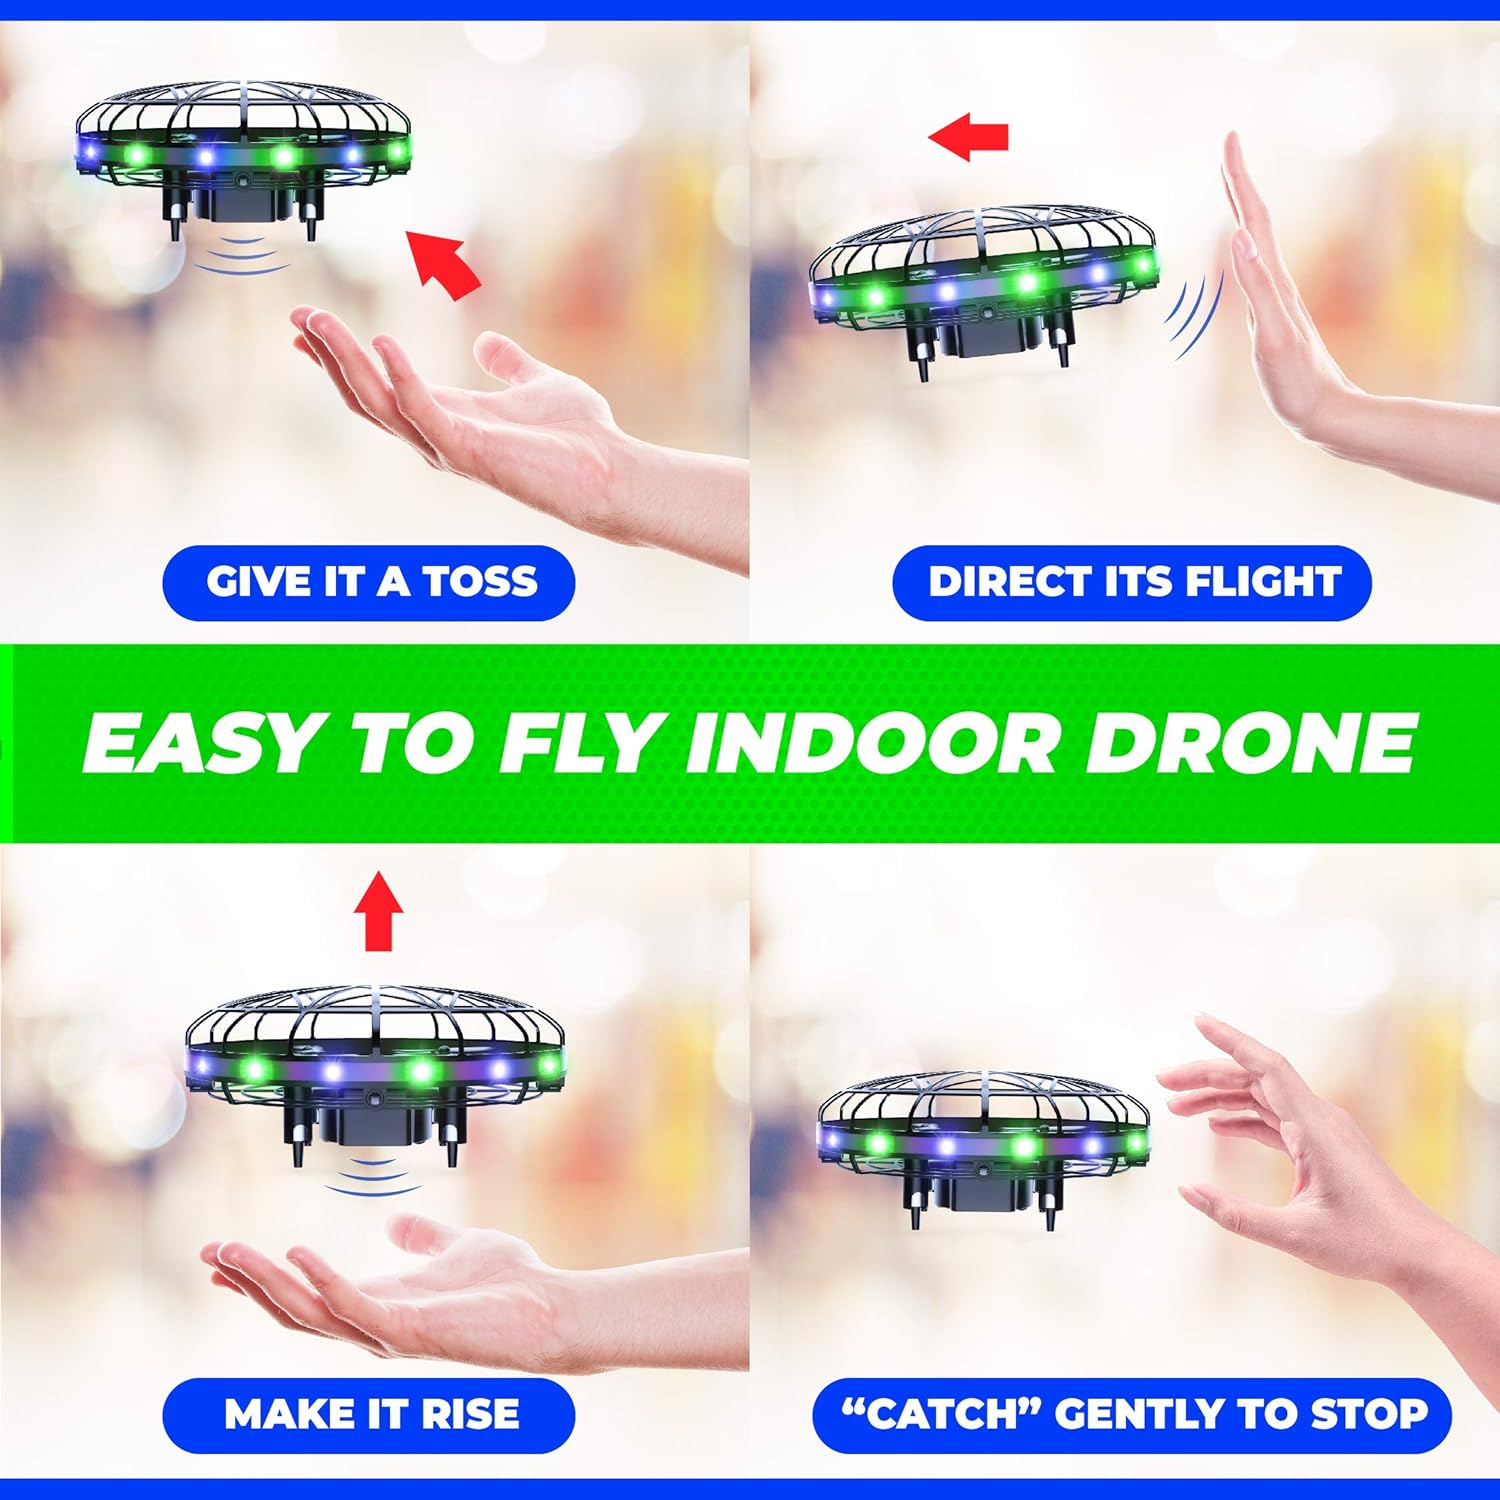 GIVE IT A TOSS
DIRECT ITS FLIGHT
EASY TO FLY INDOOR DRONE
MAKE IT RISE
“CATCH” GENTLY TO STOP